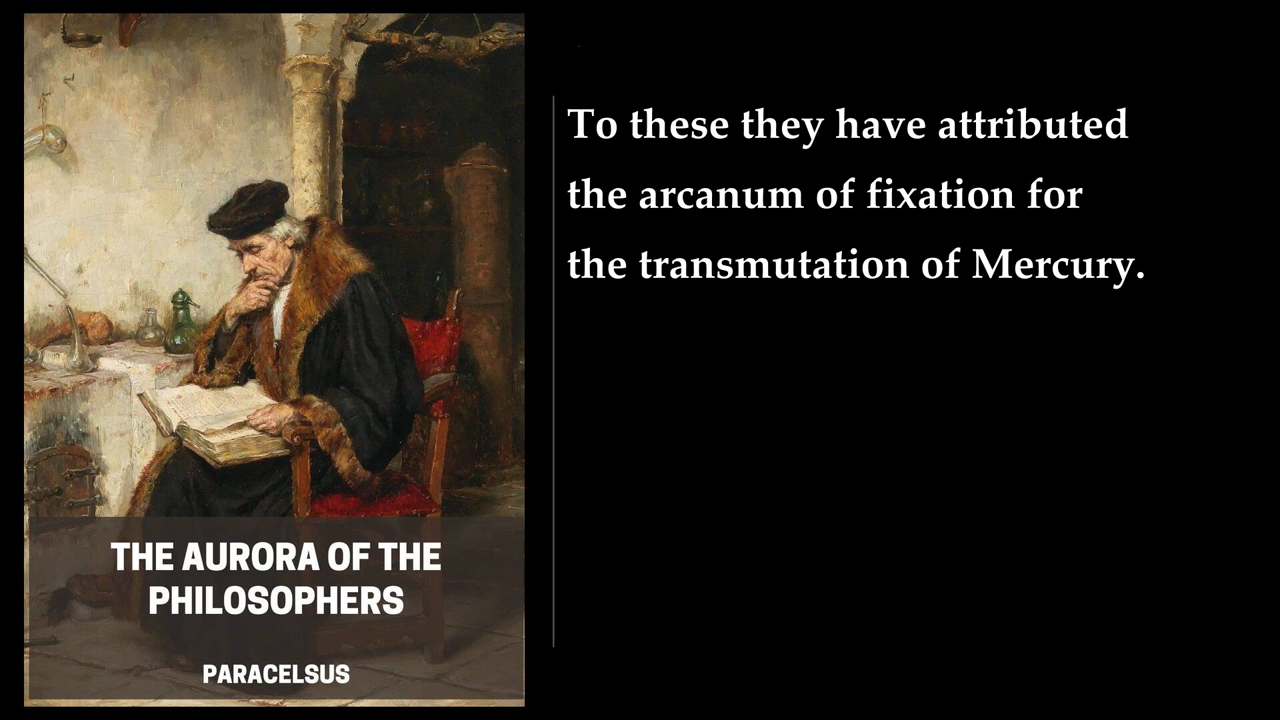 To these they have attributed
the arcanum of fixation for
the transmutation of Mercury.
THE AURORA OF THE
PHILOSOPHERS
PARACELSUS